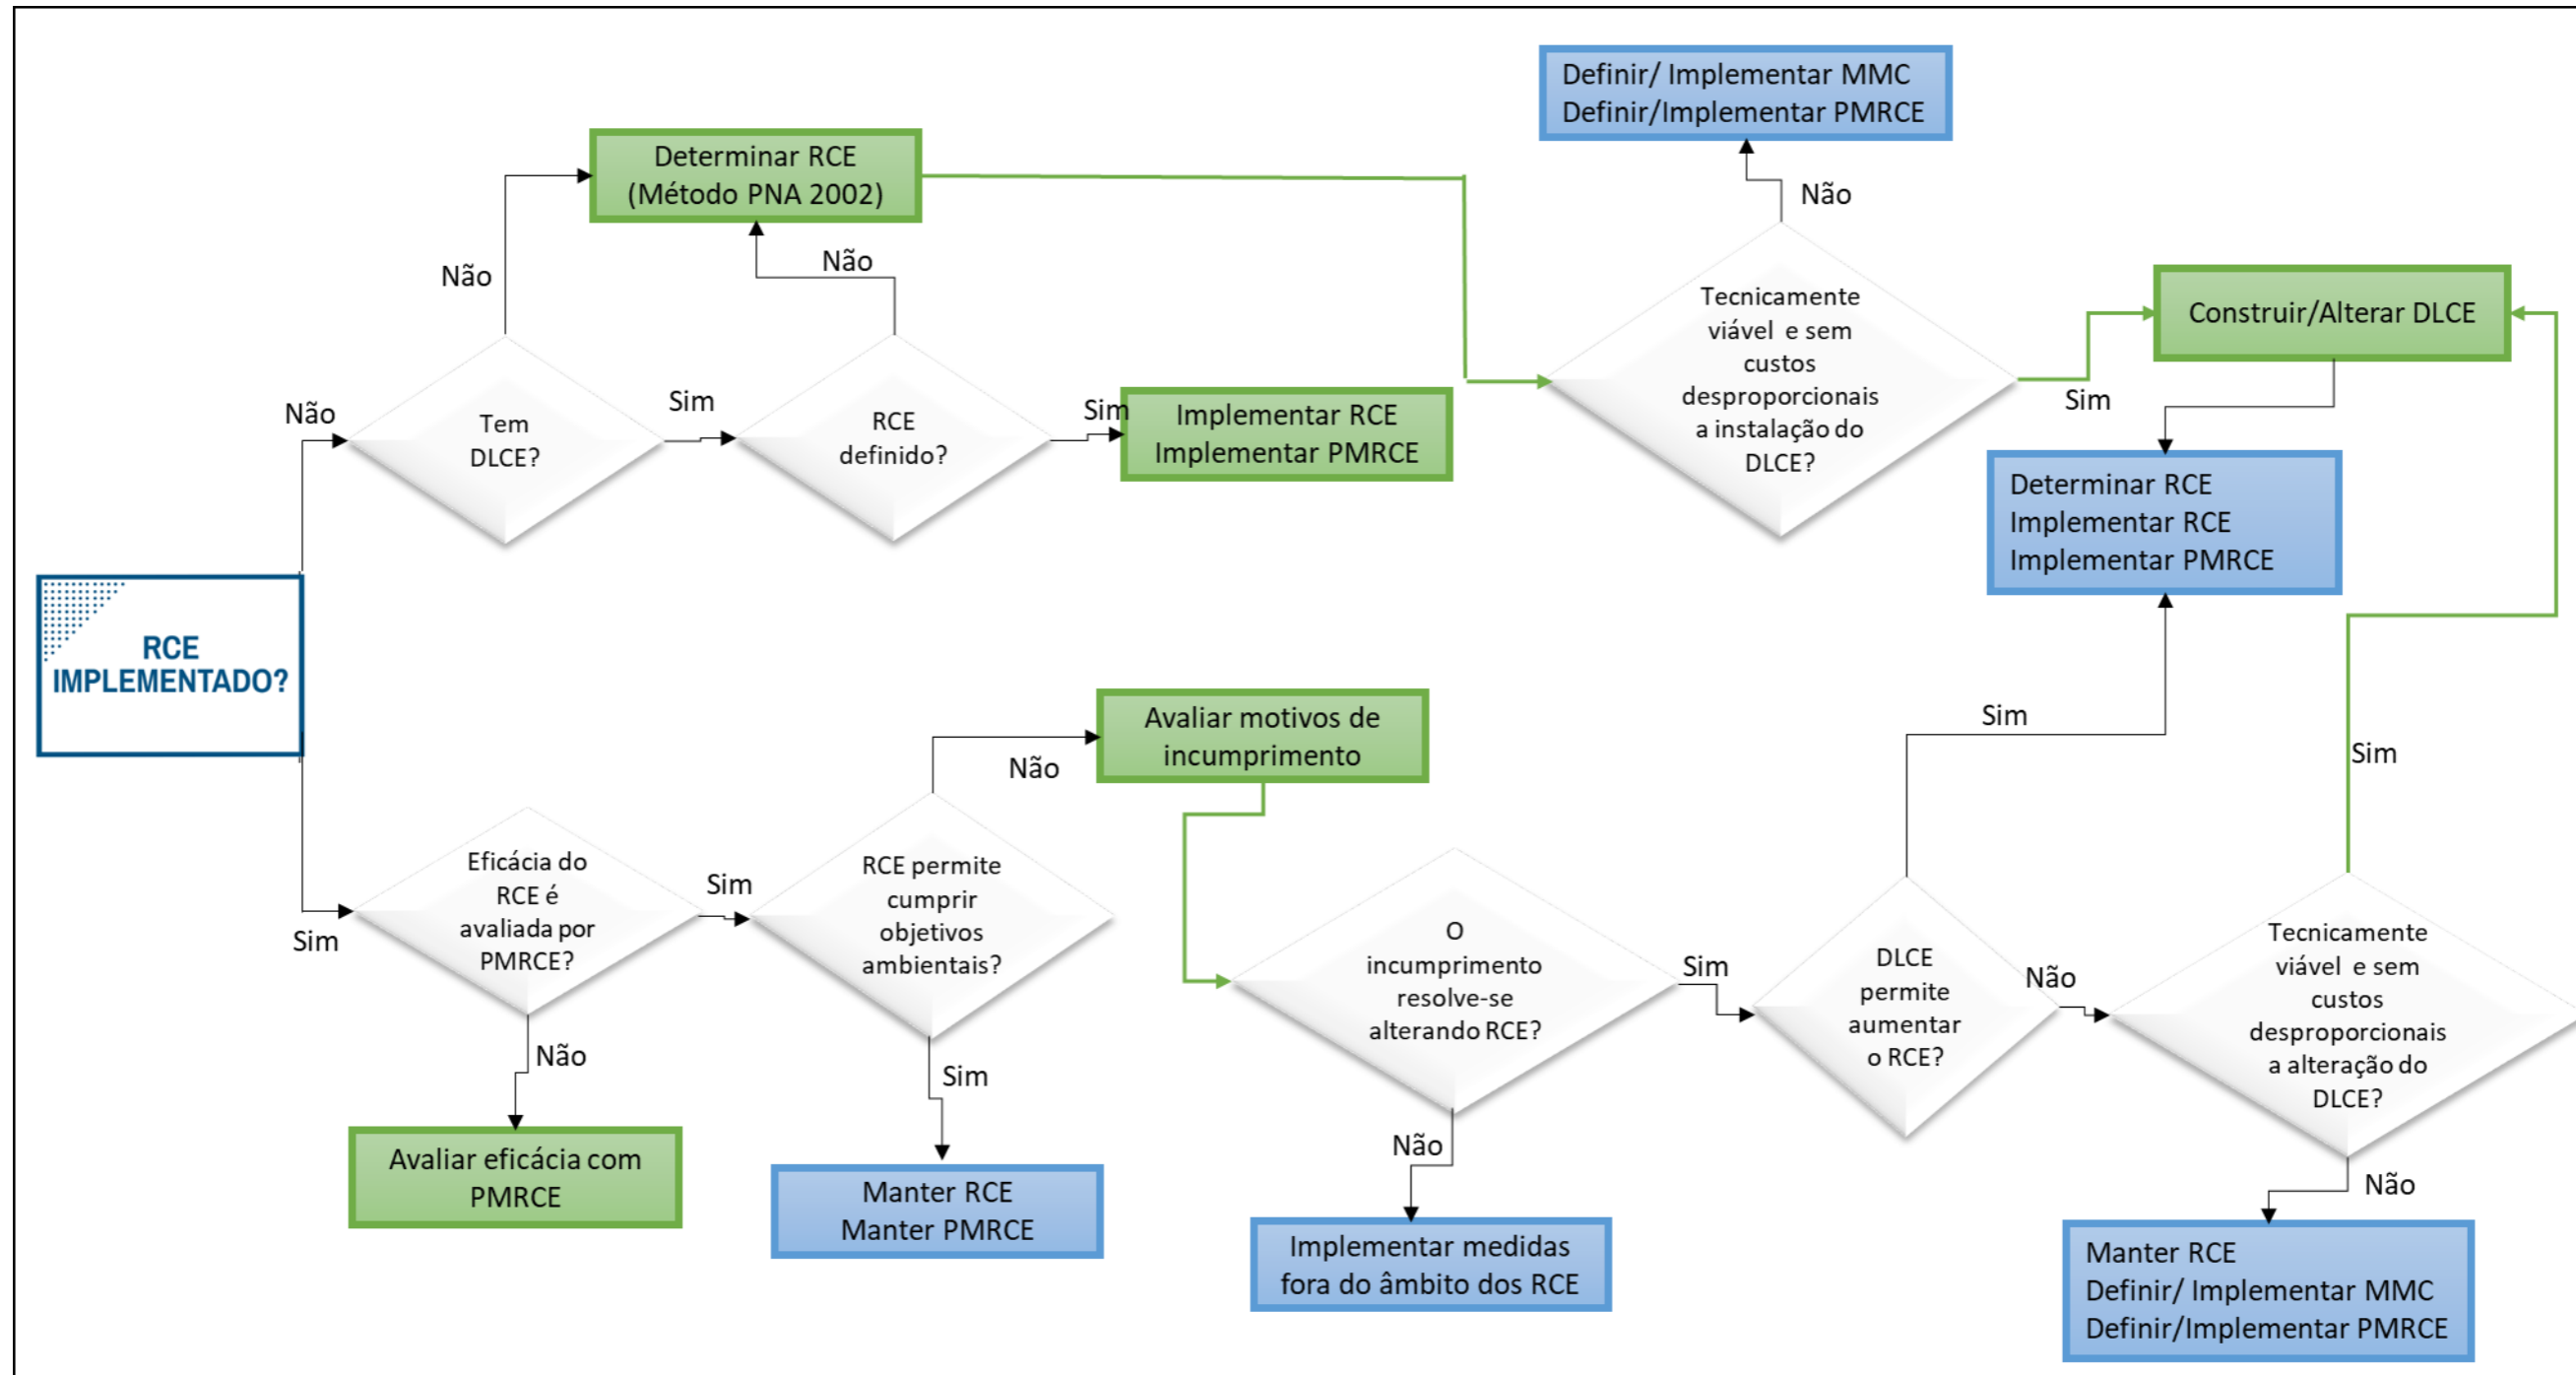 Definir/ Implementar MMC
Definir/Implementar PMRCE
Não
Determinar RCE
(Método PNA 2002)
Não
Não
Tecnicamente
viável e sem
custos
desproporcionais
a instalação do
DLCE?
Sim
Construir/Alterar DLCE
Não
Tem
DLCE?
Sim
RCE
definido?
Sim
Implementar RCE
Implementar PMRCE
Determinar RCE
Implementar RCE
Implementar PMRCE
RCE
IMPLEMENTADO?
Sim
Eficácia do
RCE é
avaliada por
PMRCE?
Sim
RCE permite
cumprir
objetivos
ambientais?
Não
Avaliar motivos de
incumprimento
O
incumprimento
resolve-se
alterando RCE?
Sim
DLCE
permite
aumentar
o RCE?
Sim
Não
Tecnicamente
viável e sem
custos
desproporcionais
a alteração do
DLCE?
Sim
Não
Avaliar eficácia com
PMRCE
Sim
Manter RCE
Manter PMRCE
Não
Implementar medidas
fora do âmbito dos RCE
Não
Manter RCE
Definir/ Implementar MMC
Definir/Implementar PMRCE